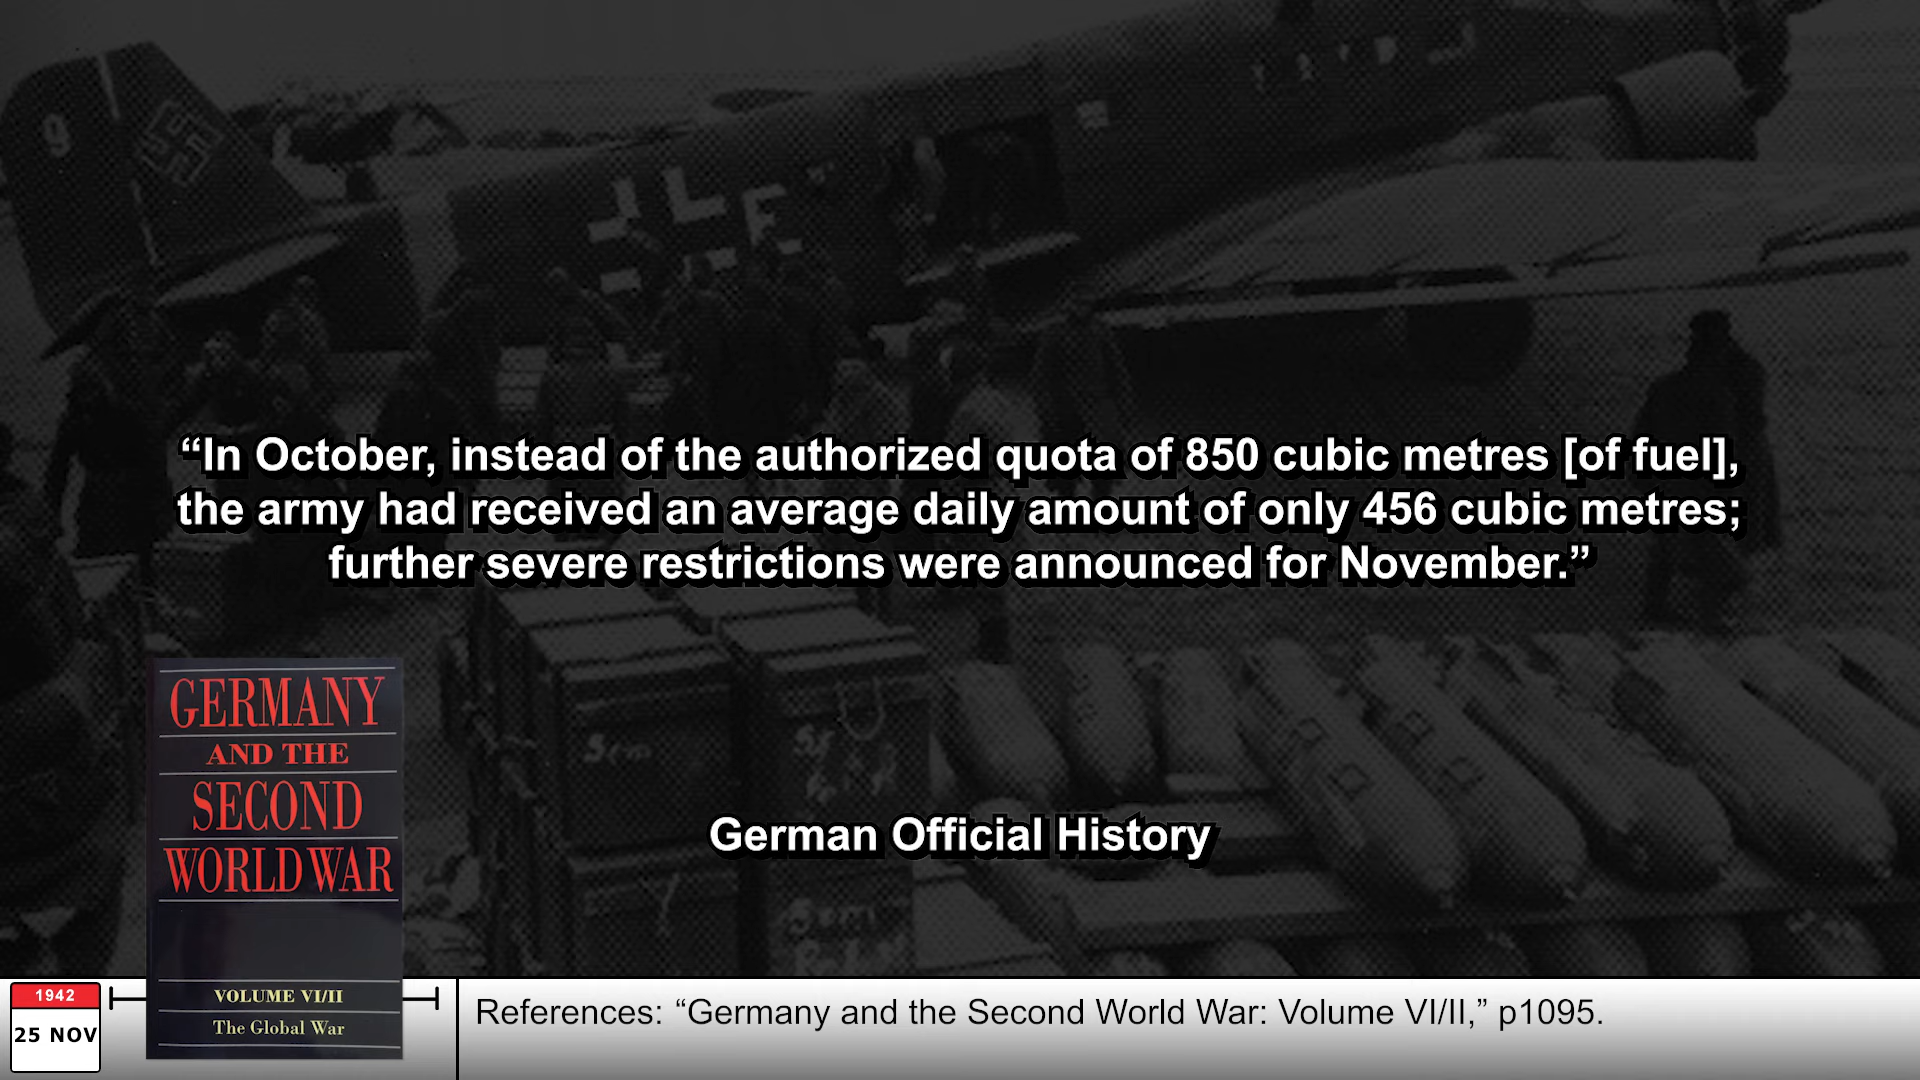 9
“In October, instead of the authorized quota of 850 cubic metres [of fuel],
the army had received an average daily amount of only 456 cubic metres;
further severe restrictions were announced for November.”
German Official History
GERMANY
AND THE
SECOND
WORLD WAR
VOLUME VI/II
The Global War
1942
25 NOV
References: “Germany and the Second World War: Volume VI/II,” p1095.